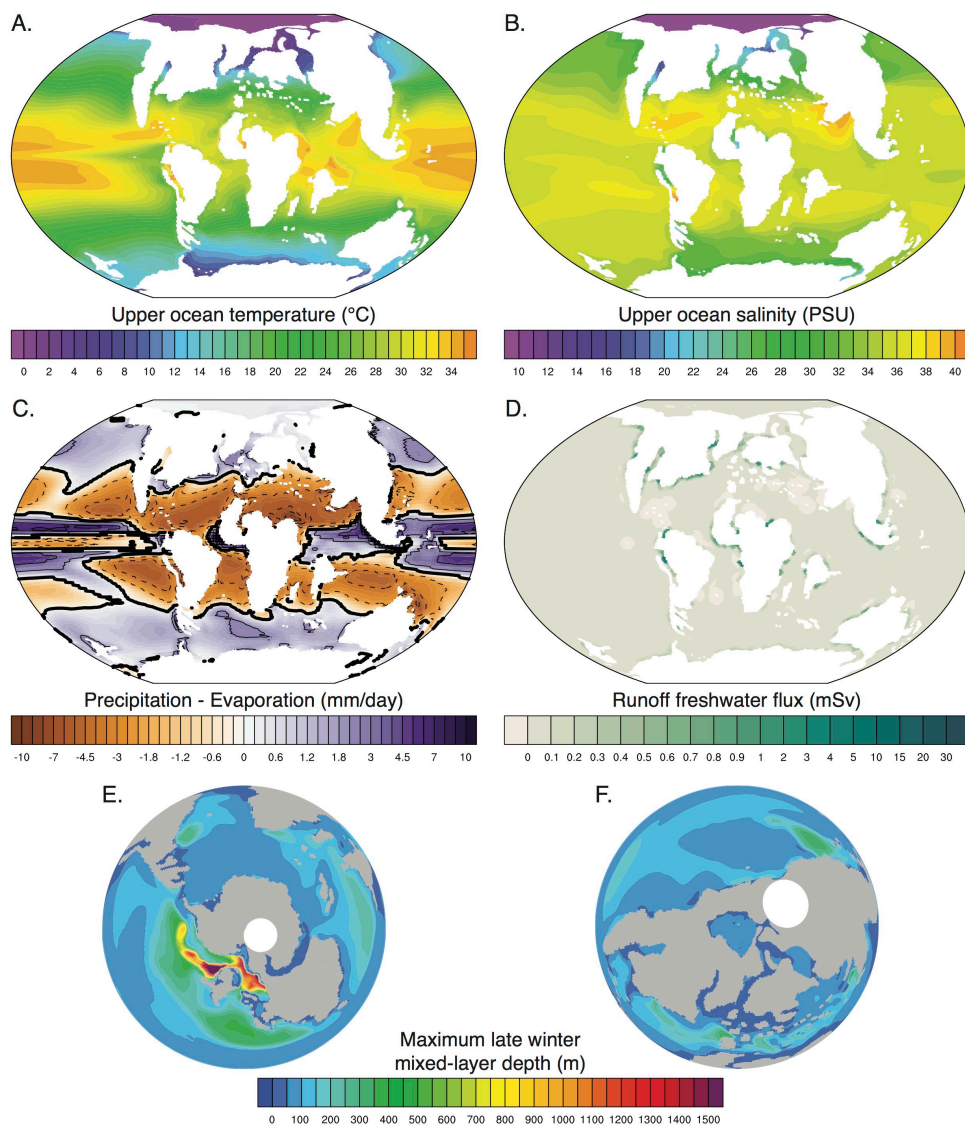 A.
B.
Upper ocean temperature (°C)
0 2 4 6 8 10 12 14 16 18 20 22 24 26 28 30 32 34
Upper ocean salinity (PSU)
10 12 14 16 18 20 22 24 26 28 30 32 34 36 38 40
C.
D.
Precipitation - Evaporation (mm/day)
-10 -7 -4.5 -3 -1.8 -1.2 -0.6 0 0.6 1.2 1.8 3 4.5 7 10
Runoff freshwater flux (mSv)
0 0.1 0.2 0.3 0.4 0.5 0.6 0.7 0.8 0.9 1 2 3 4 5 10 15 20 30
E.
F.
Maximum late winter
mixed-layer depth (m)
0 100 200 300 400 500 600 700 800 900 1000 1100 1200 1300 1400 1500